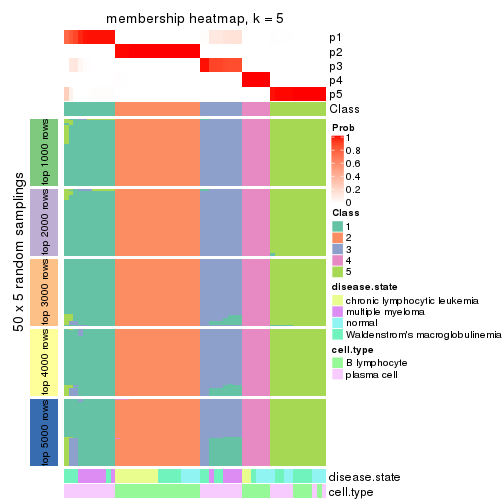 membership heatmap, k = 5
p1
p2
p3
p4
p5
Class
50 x 5 random samplings
top 1000 rows
top 2000 rows
top 3000 rows
top 4000 rows
top 5000 rows
Prob
1
0.8
0.6
0.4
0.2
0
Class
1
2
3
4
5
disease.state
chronic lymphocytic leukemia
multiple myeloma
normal
Waldenstrom's macroglobulinemia
cell.type
B lymphocyte
plasma cell
disease.state
cell.type